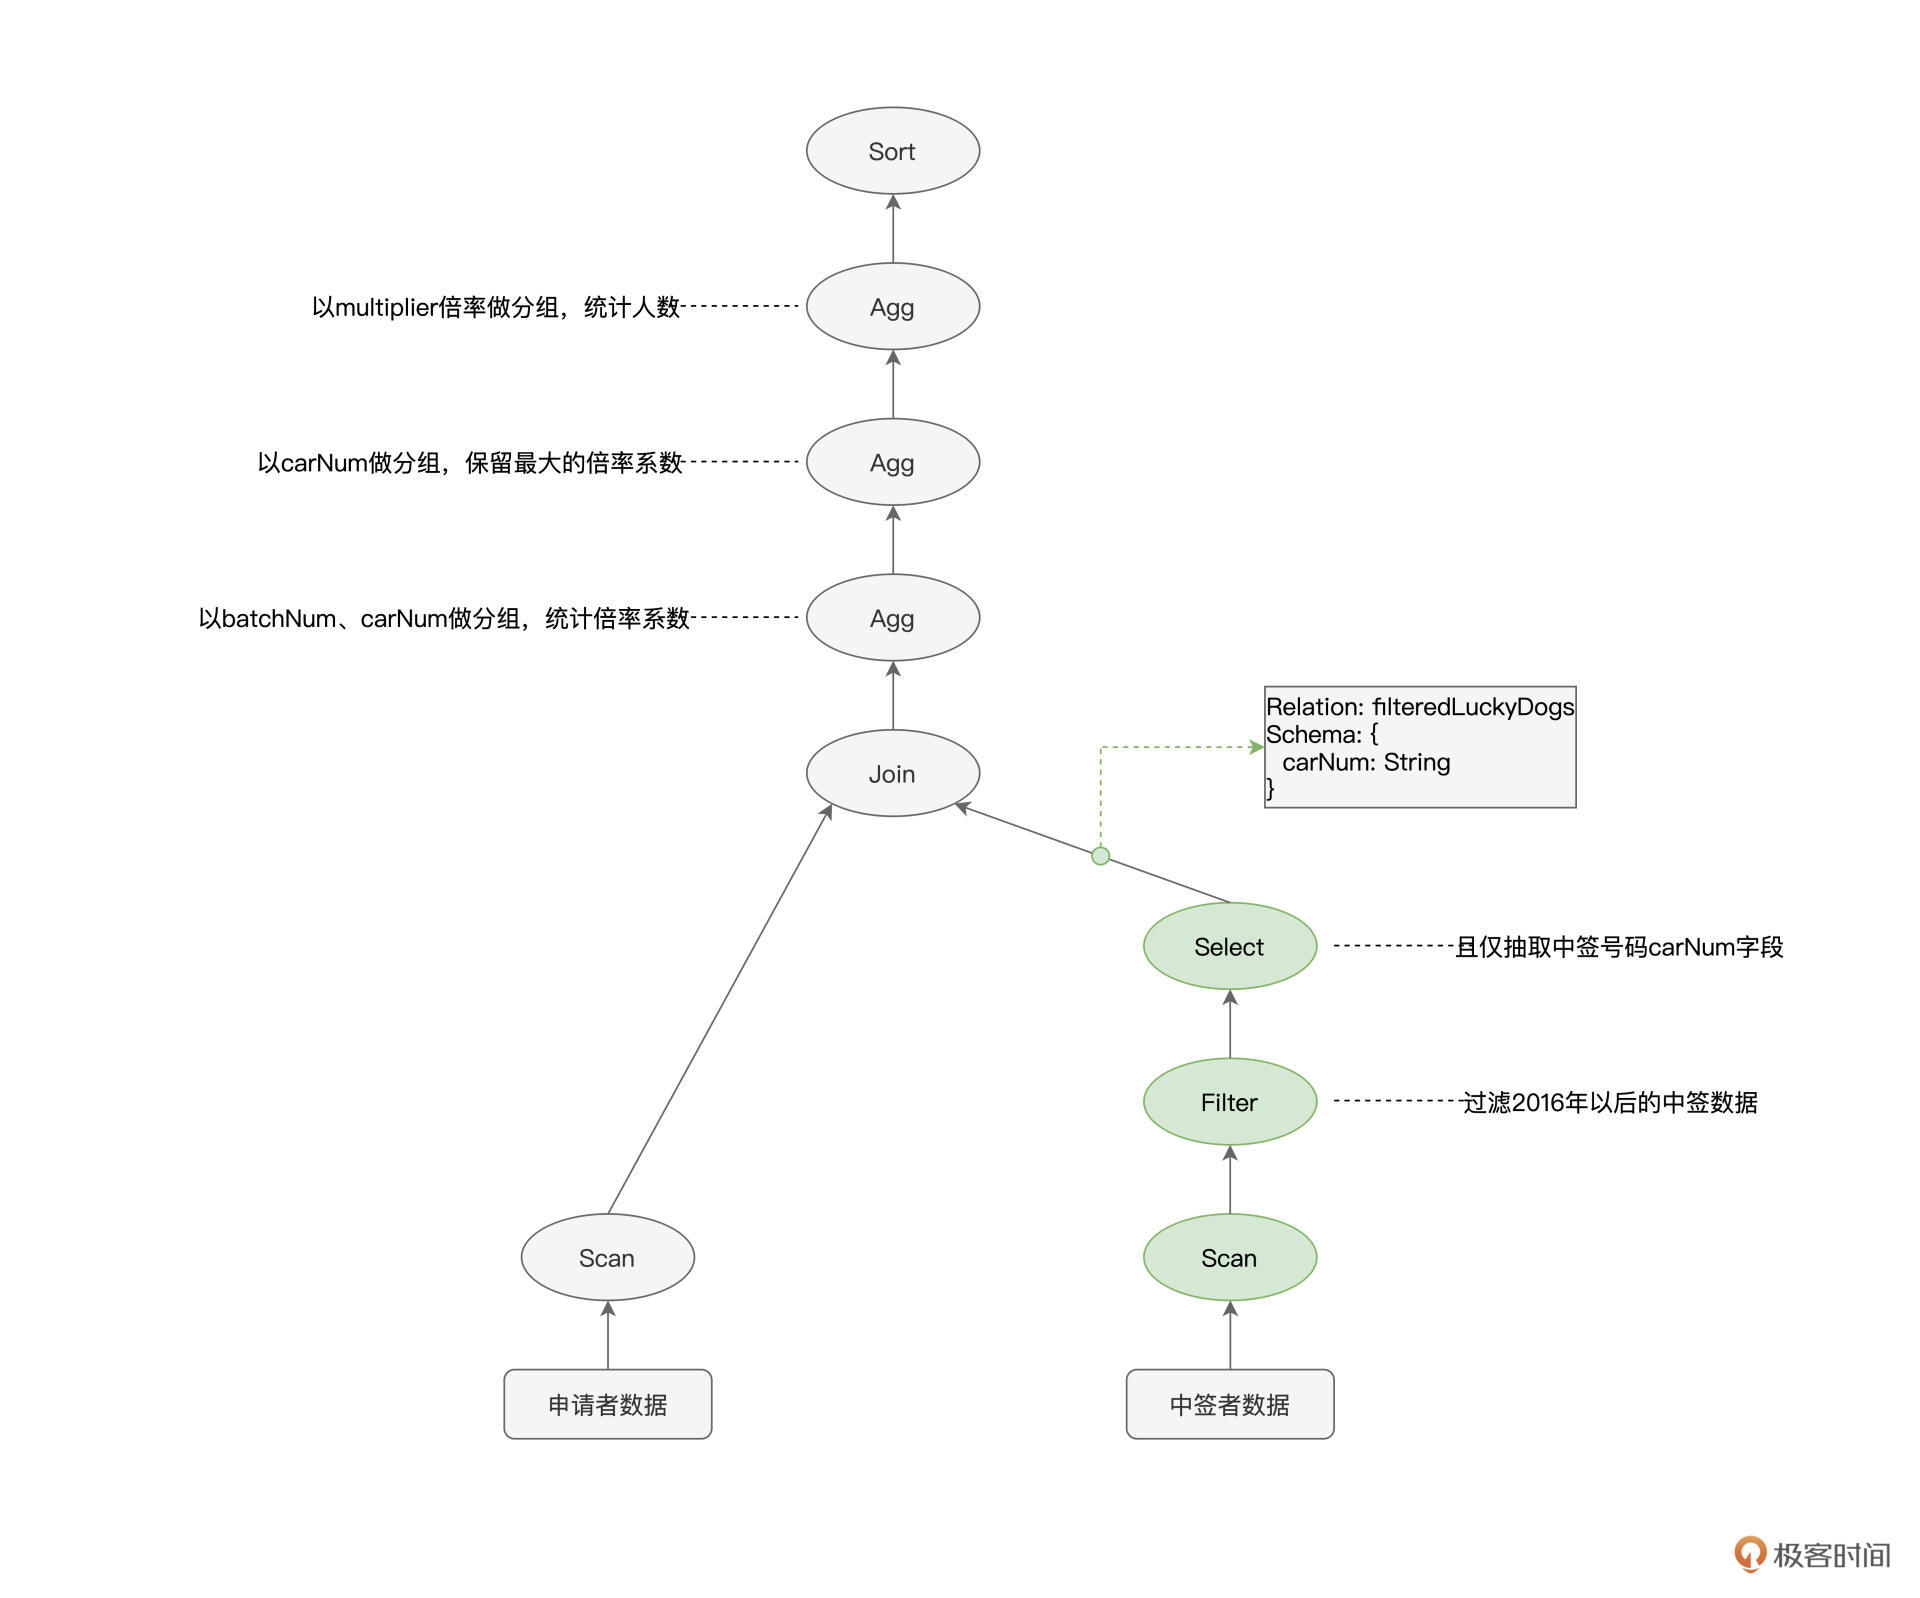 Sort
以multiplier倍率做分组，统计人数
Agg
以carNum做分组，保留最大的倍率系数
Agg
以batchNum、carNum做分组，统计倍率系数
Agg
Relation: filteredLuckyDogs
Schema: {
carNum: String
}
Join
Select
且仅抽取中签号码carNum字段
Filter
过滤2016年以后的中签数据
Scan
Scan
申请者数据
中签者数据
极客时间